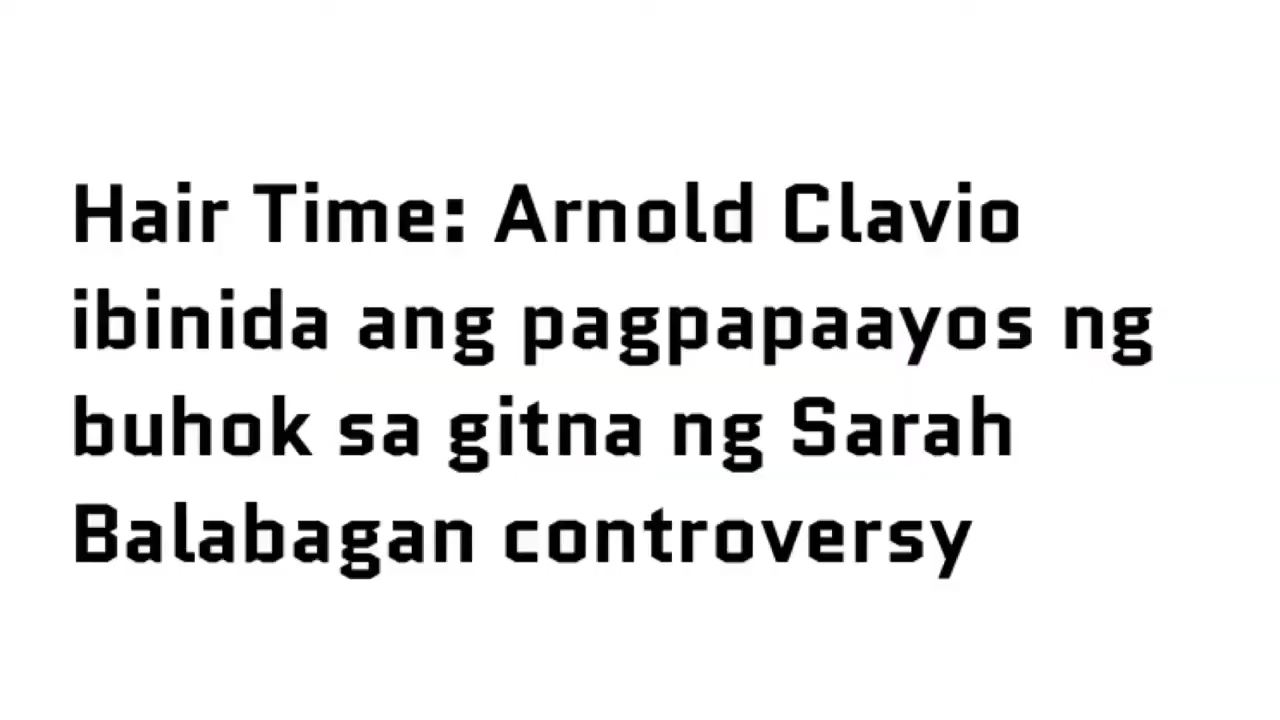 Hair Time: Arnold Clavio
ibinida ang pagpapaayos ng
buhok sa gitna ng Sarah
Balabagan controversy